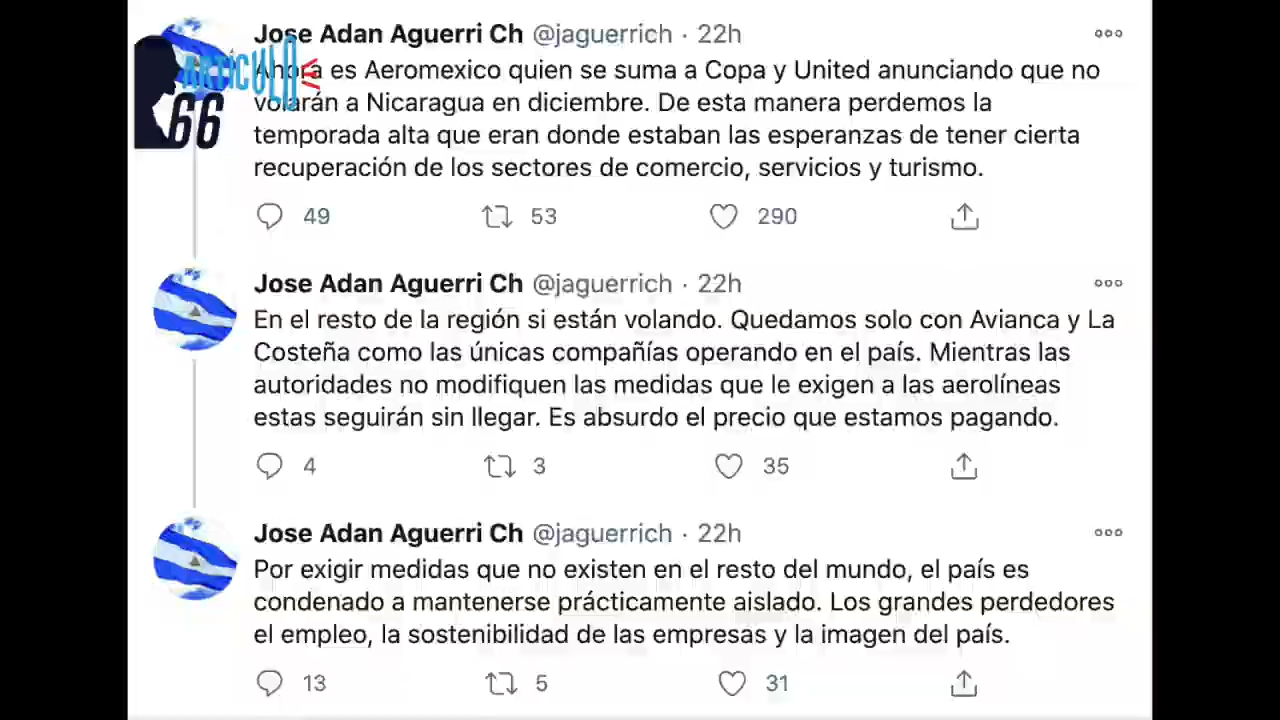 Jose Adan Aguerri Ch @jaguerrich · 22h
ARTÍCULO
66
Ahora es Aeromexico quien se suma a Copa y United anunciando que no
volarán a Nicaragua en diciembre. De esta manera perdemos la
temporada alta que eran donde estaban las esperanzas de tener cierta
recuperación de los sectores de comercio, servicios y turismo.
49 53 290
Jose Adan Aguerri Ch @jaguerrich · 22h
En el resto de la región si están volando. Quedamos solo con Avianca y La
Costeña como las únicas compañías operando en el país. Mientras las
autoridades no modifiquen las medidas que le exigen a las aerolíneas
estas seguirán sin llegar. Es absurdo el precio que estamos pagando.
4 3 35
Jose Adan Aguerri Ch @jaguerrich · 22h
Por exigir medidas que no existen en el resto del mundo, el país es
condenado a mantenerse prácticamente aislado. Los grandes perdedores
el empleo, la sostenibilidad de las empresas y la imagen del país.
13 5 31